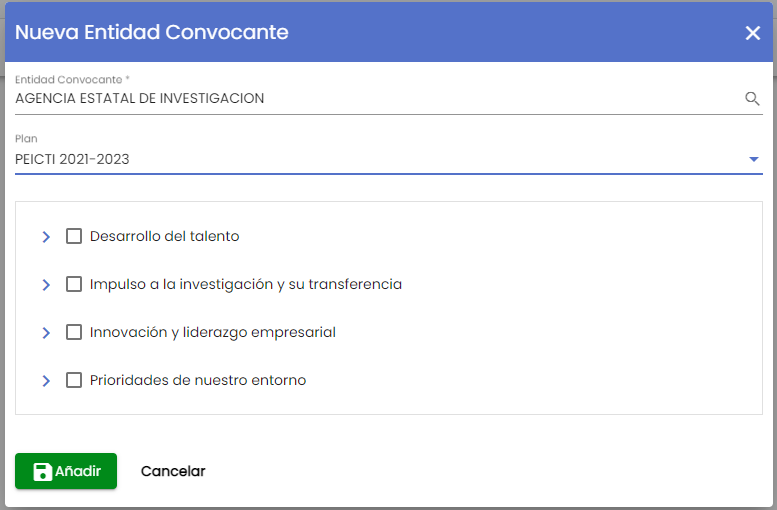 Nueva Entidad Convocante
Entidad Convocante *
AGENCIA ESTATAL DE INVESTIGACION
Plan
PEICTI 2021-2023
Desarrollo del talento
Impulso a la investigación y su transferencia
Innovación y liderazgo empresarial
Prioridades de nuestro entorno
Añadir Cancelar